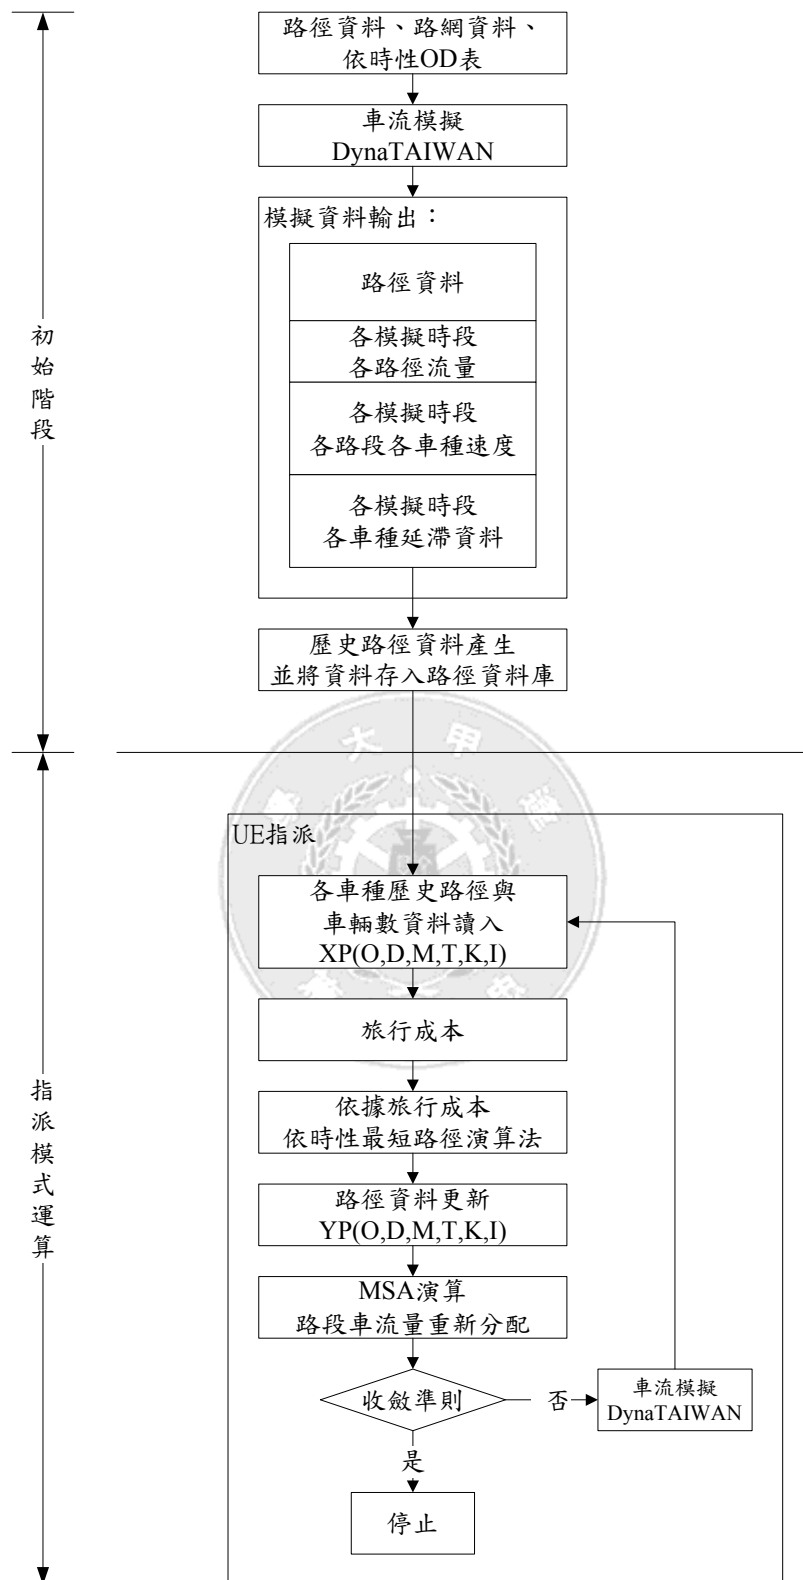 路徑資料、路網資料、
依時性OD表
車流模擬
DynaTAIWAN
模擬資料輸出：
路徑資料
各模擬時段
各路徑流量
各模擬時段
各路段各車種速度
各模擬時段
各車種延滯資料
歷史路徑資料產生
並將資料存入路徑資料庫
初始階段
UE指派
各車種歷史路徑與
車輛數資料讀入
XP(O,D,M,T,K,I)
旅行成本
依據旅行成本
依時性最短路徑演算法
路徑資料更新
YP(O,D,M,T,K,I)
MSA演算
路段車流量重新分配
收斂準則
否
車流模擬
DynaTAIWAN
是
停止
指派模式運算